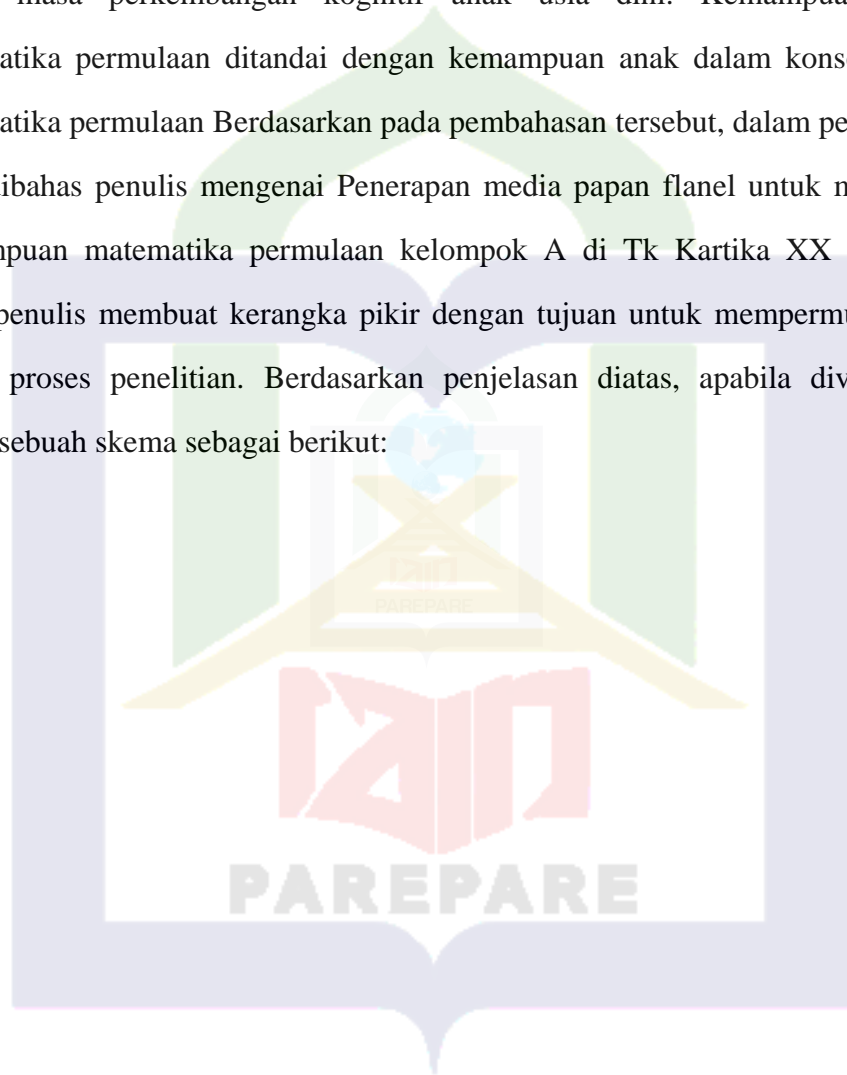 masa perkembangan kognitif anak usia dini. Kemampua
atika permulaan ditandai dengan kemampuan anak dalam konse
atika permulaan Berdasarkan pada pembahasan tersebut, dalam pe
libahas penulis mengenai Penerapan media papan flanel untuk m
npuan matematika permulaan kelompok A di Tk Kartika XX
penulis membuat kerangka pikir dengan tujuan untuk mempermu
proses penelitian. Berdasarkan penjelasan diatas, apabila div
sebuah skema sebagai berikut:
PAREPARE
PAREPARE